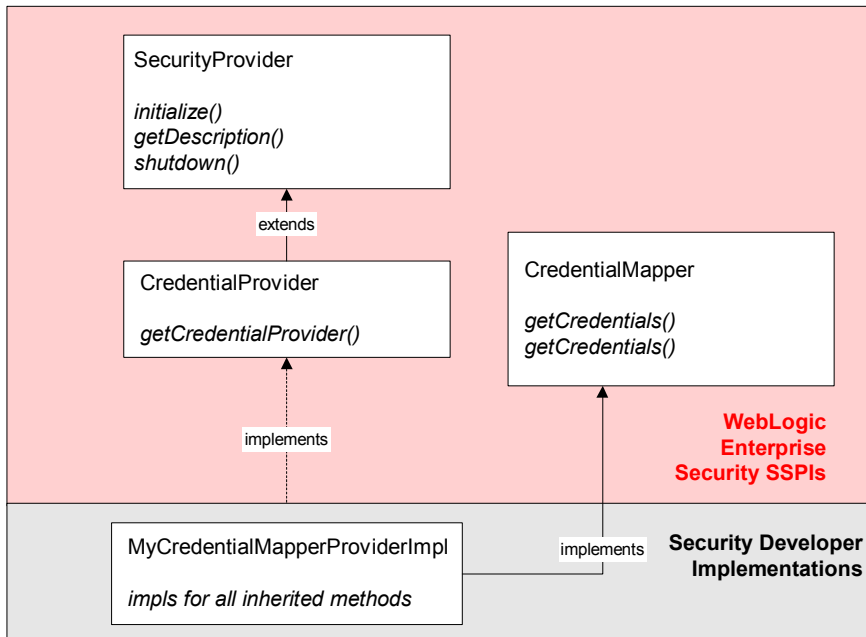 SecurityProvider
initialize()
getDescription()
shutdown()
extends
CredentialProvider
getCredentialProvider()
CredentialMapper
getCredentials()
getCredentials()
implements
WebLogic
Enterprise
Security SSPIs
MyCredentialMapperProviderImpl
impls for all inherited methods
implements
Security Developer
Implementations